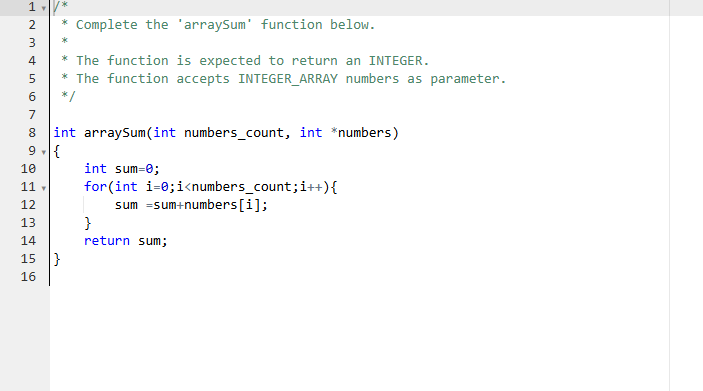 1 /*
2  * Complete the 'arraySum' function below.
3  *
4  * The function is expected to return an INTEGER.
5  * The function accepts INTEGER_ARRAY numbers as parameter.
6  */
7
8 int arraySum(int numbers_count, int *numbers)
9 {
10     int sum=0;
11     for(int i=0;i<numbers_count;i++){
12         sum =sum+numbers[i];
13     }
14     return sum;
15 }
16